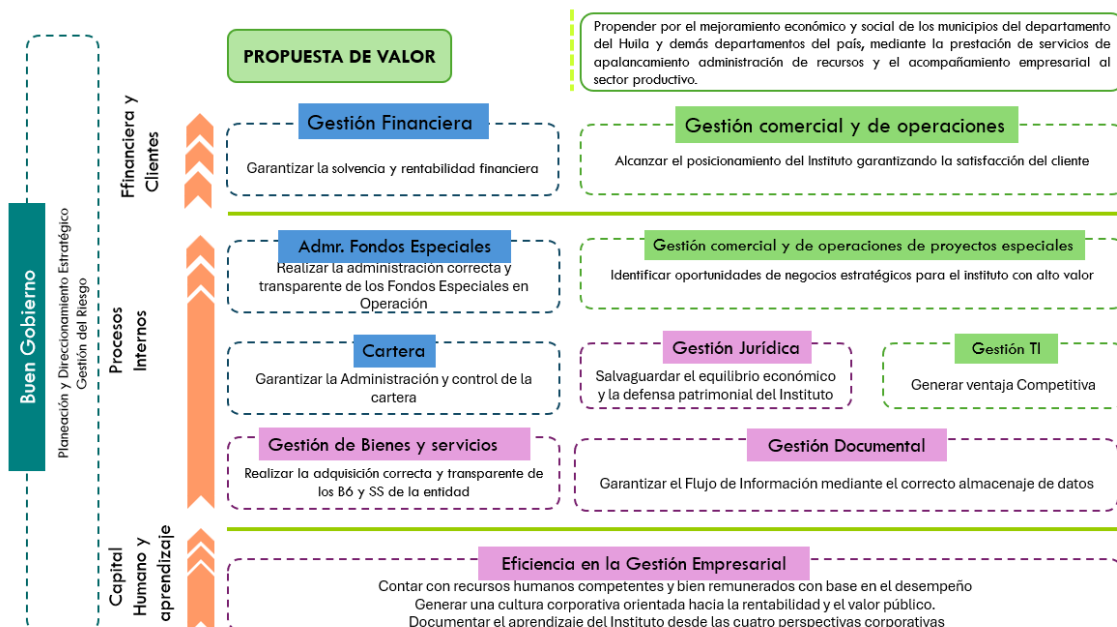 PROPUESTA DE VALOR
Propender por el mejoramiento económico y social de los municipios del departamento
del Huila y demás departamentos del país, mediante la prestación de servicios de
apalancamiento administración de recursos y el acompañamiento empresarial al
sector productivo.
Buen Gobierno
Planeación y Direccionamiento Estratégico
Gestión del Riesgo
Ffinanciera y
Clientes
Gestión Financiera
Garantizar la solvencia y rentabilidad financiera
Gestión comercial y de operaciones
Alcanzar el posicionamiento del Instituto garantizando la satisfacción del cliente
Procesos
Internos
Admr. Fondos Especiales
Realizar la administración correcta y
transparente de los Fondos Especiales en
Operación
Gestión comercial y de operaciones de proyectos especiales
Identificar oportunidades de negocios estratégicos para el instituto con alto valor
Cartera
Garantizar la Administración y control de la
cartera
Gestión Jurídica
Salvaguardar el equilibrio económico
y la defensa patrimonial del Instituto
Gestión TI
Generar ventaja Competitiva
Gestión de Bienes y servicios
Realizar la adquisición correcta y transparente de
los B6 y SS de la entidad
Gestión Documental
Garantizar el Flujo de Información mediante el correcto almacenaje de datos
Capital
Humano y
aprendizaje
Eficiencia en la Gestión Empresarial
Contar con recursos humanos competentes y bien remunerados con base en el desempeño
Generar una cultura corporativa orientada hacia la rentabilidad y el valor público.
Documentar el aprendizaje del Instituto desde las cuatro perspectivas corporativas